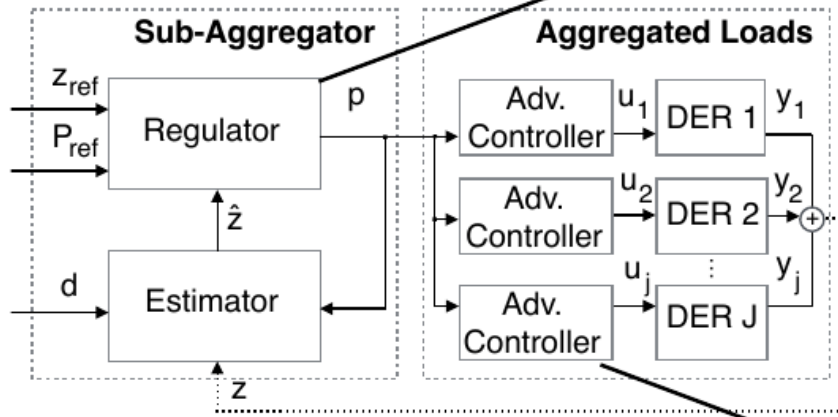 Sub-Aggregator
Aggregated Loads
z_ref
P_ref
Regulator
p
ẑ
d
Estimator
z
Adv.
Controller
u_1
DER 1
y_1
Adv.
Controller
u_2
DER 2
y_2
+
Adv.
Controller
u_j
DER J
y_j